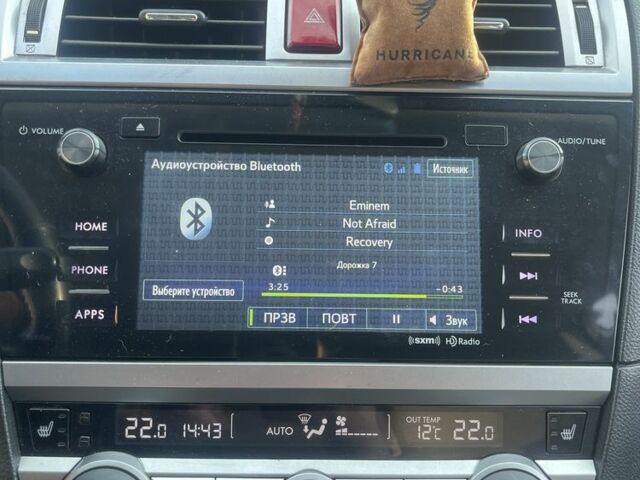 HURRICANE
VOLUME
AUDIO/TUNE
Аудиоустройство Bluetooth
Источник
Eminem
Not Afraid
Recovery
Дорожка 7
3:25
-0:43
Выберите устройство
ПРЗВ
ПОВТ
Звук
HOME
PHONE
APPS
INFO
SEEK
TRACK
((sxm))
HD Radio
22.0 14:43
AUTO
OUT TEMP
12°C 22.0